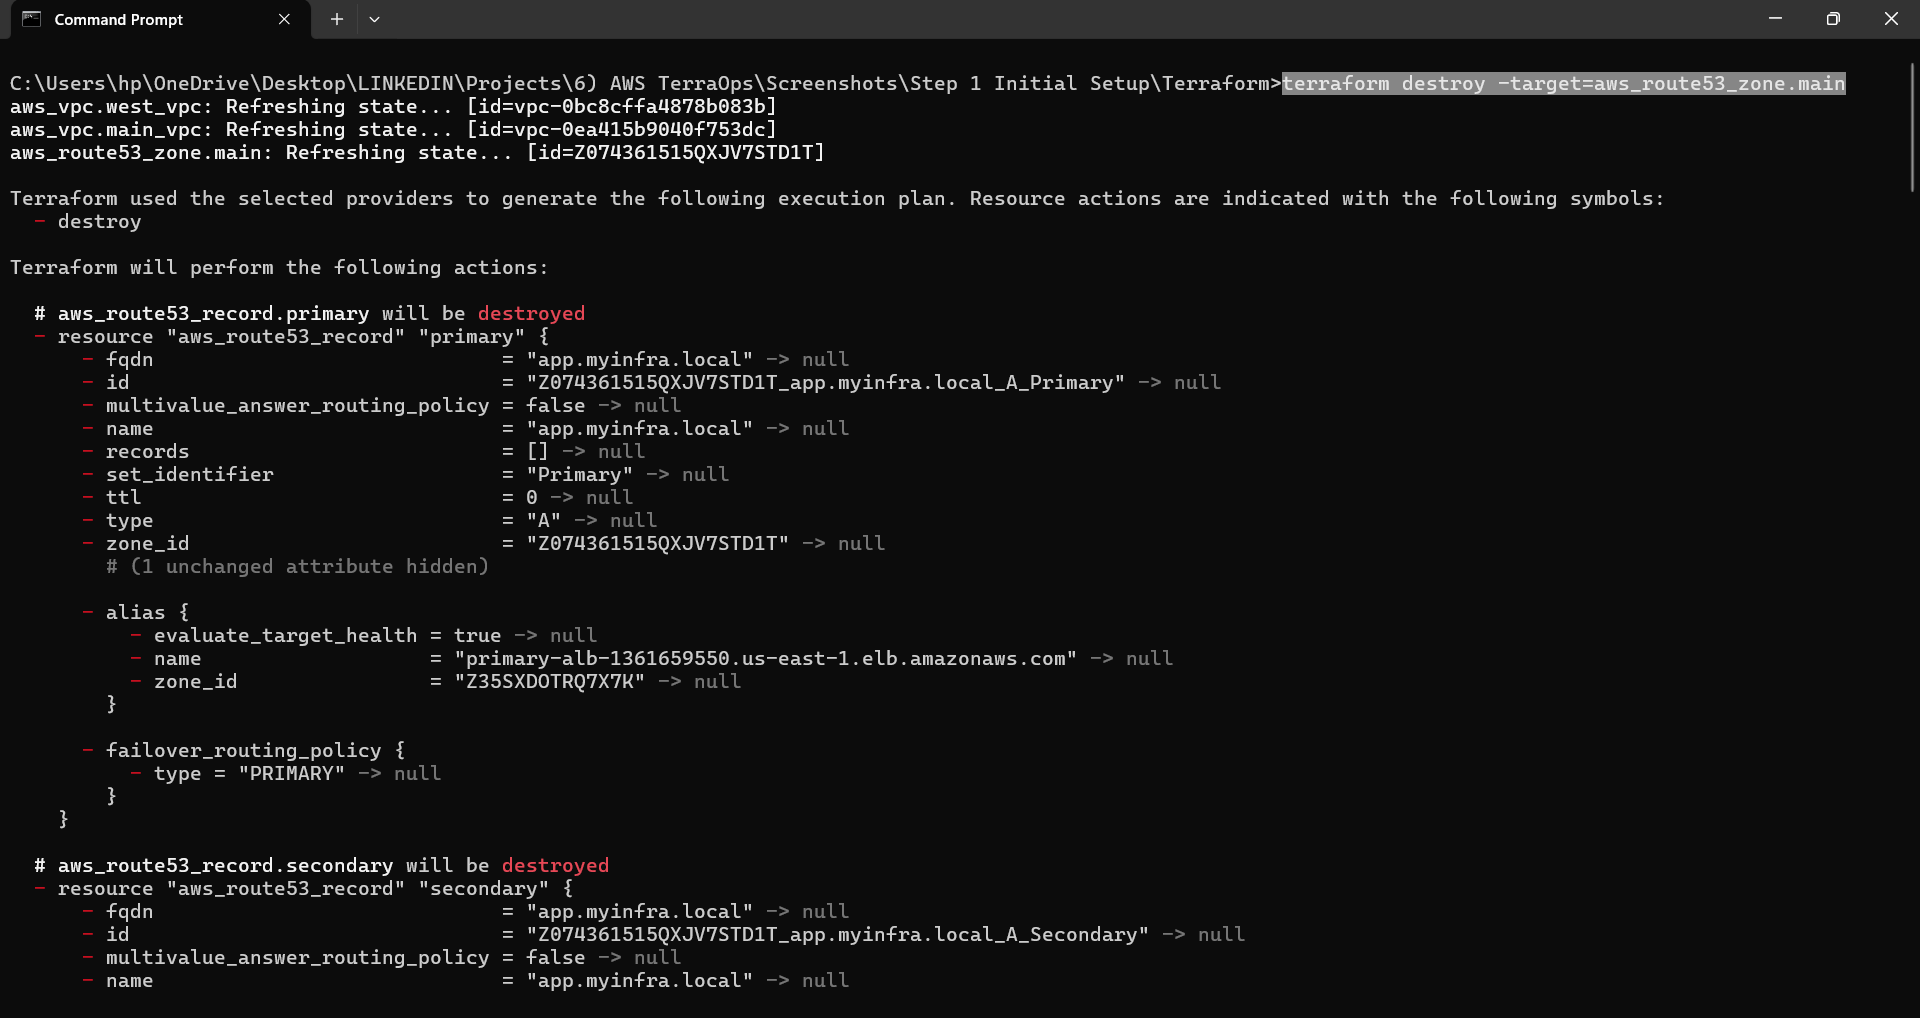 Command Prompt
C:\Users\hp\OneDrive\Desktop\LINKEDIN\Projects\6) AWS TerraOps\Screenshots\Step 1 Initial Setup\Terraform>terraform destroy -target=aws_route53_zone.main
aws_vpc.west_vpc: Refreshing state... [id=vpc-0bc8cffa4878b083b]
aws_vpc.main_vpc: Refreshing state... [id=vpc-0ea415b9040f753dc]
aws_route53_zone.main: Refreshing state... [id=Z074361515QXJV7STD1T]

Terraform used the selected providers to generate the following execution plan. Resource actions are indicated with the following symbols:
  - destroy

Terraform will perform the following actions:

  # aws_route53_record.primary will be destroyed
  - resource "aws_route53_record" "primary" {
      - fqdn                             = "app.myinfra.local" -> null
      - id                               = "Z074361515QXJV7STD1T_app.myinfra.local_A_Primary" -> null
      - multivalue_answer_routing_policy = false -> null
      - name                             = "app.myinfra.local" -> null
      - records                          = [] -> null
      - set_identifier                   = "Primary" -> null
      - ttl                              = 0 -> null
      - type                             = "A" -> null
      - zone_id                          = "Z074361515QXJV7STD1T" -> null
        # (1 unchanged attribute hidden)

      - alias {
          - evaluate_target_health = true -> null
          - name                   = "primary-alb-1361659550.us-east-1.elb.amazonaws.com" -> null
          - zone_id                = "Z35SXDOTRQ7X7K" -> null
        }

      - failover_routing_policy {
          - type = "PRIMARY" -> null
        }
    }

  # aws_route53_record.secondary will be destroyed
  - resource "aws_route53_record" "secondary" {
      - fqdn                             = "app.myinfra.local" -> null
      - id                               = "Z074361515QXJV7STD1T_app.myinfra.local_A_Secondary" -> null
      - multivalue_answer_routing_policy = false -> null
      - name                             = "app.myinfra.local" -> null